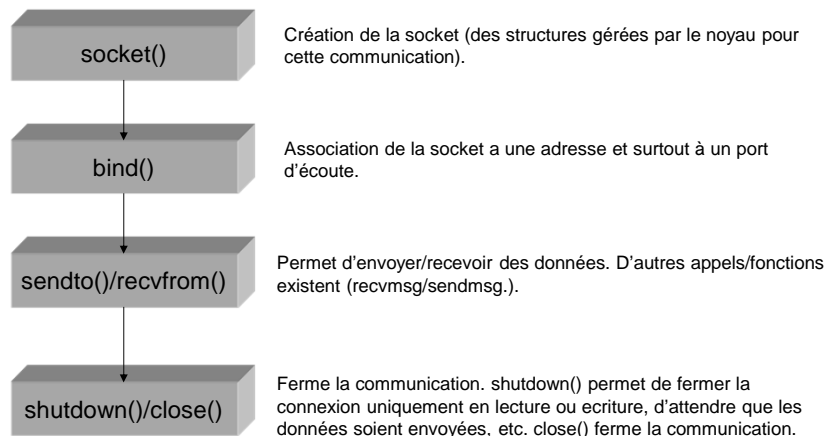 socket()
Création de la socket (des structures gérées par le noyau pour
cette communication).
bind()
Association de la socket a une adresse et surtout à un port
d'écoute.
sendto()/recvfrom()
Permet d'envoyer/recevoir des données. D'autres appels/fonctions
existent (recvmsg/sendmsg.).
shutdown()/close()
Ferme la communication. shutdown() permet de fermer la
connexion uniquement en lecture ou ecriture, d'attendre que les
données soient envoyées, etc. close() ferme la communication.